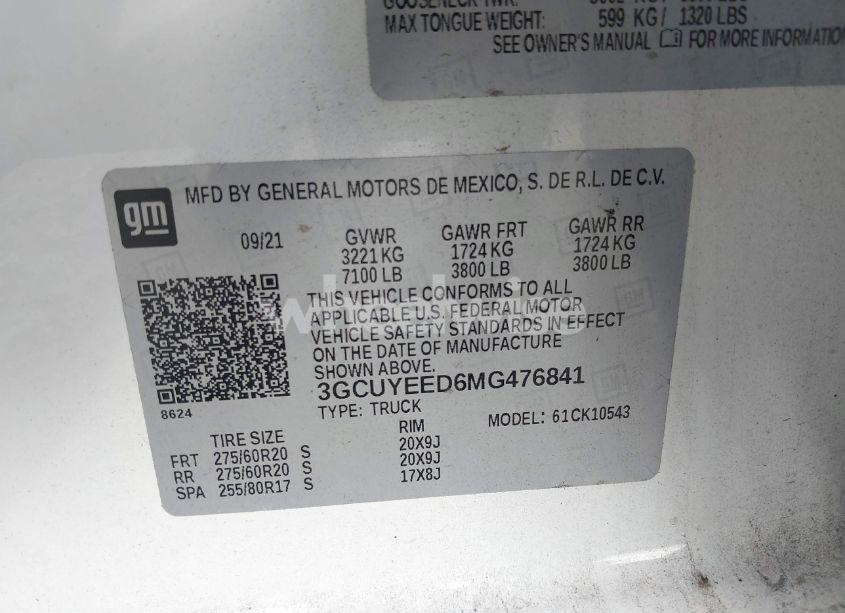 MAX TONGUE WEIGHT: 599 KG/ 1320 LBS
SEE OWNER'S MANUAL FOR MORE INFORMATION
gm
MFD BY GENERAL MOTORS DE MEXICO, S. DE R.L. DE C.V.
09/21 GVWR GAWR FRT GAWR RR
3221 KG 1724 KG 1724 KG
7100 LB 3800 LB 3800 LB
THIS VEHICLE CONFORMS TO ALL
APPLICABLE U.S. FEDERAL MOTOR
VEHICLE SAFETY STANDARDS IN EFFECT
ON THE DATE OF MANUFACTURE
SHOWN ABOVE.
3GCUYEED6MG476841
8624
TYPE: TRUCK MODEL: 61CK10543
TIRE SIZE RIM
FRT 275/60R20 S 20X9J
RR 275/60R20 S 20X9J
SPA 255/80R17 S 17X8J